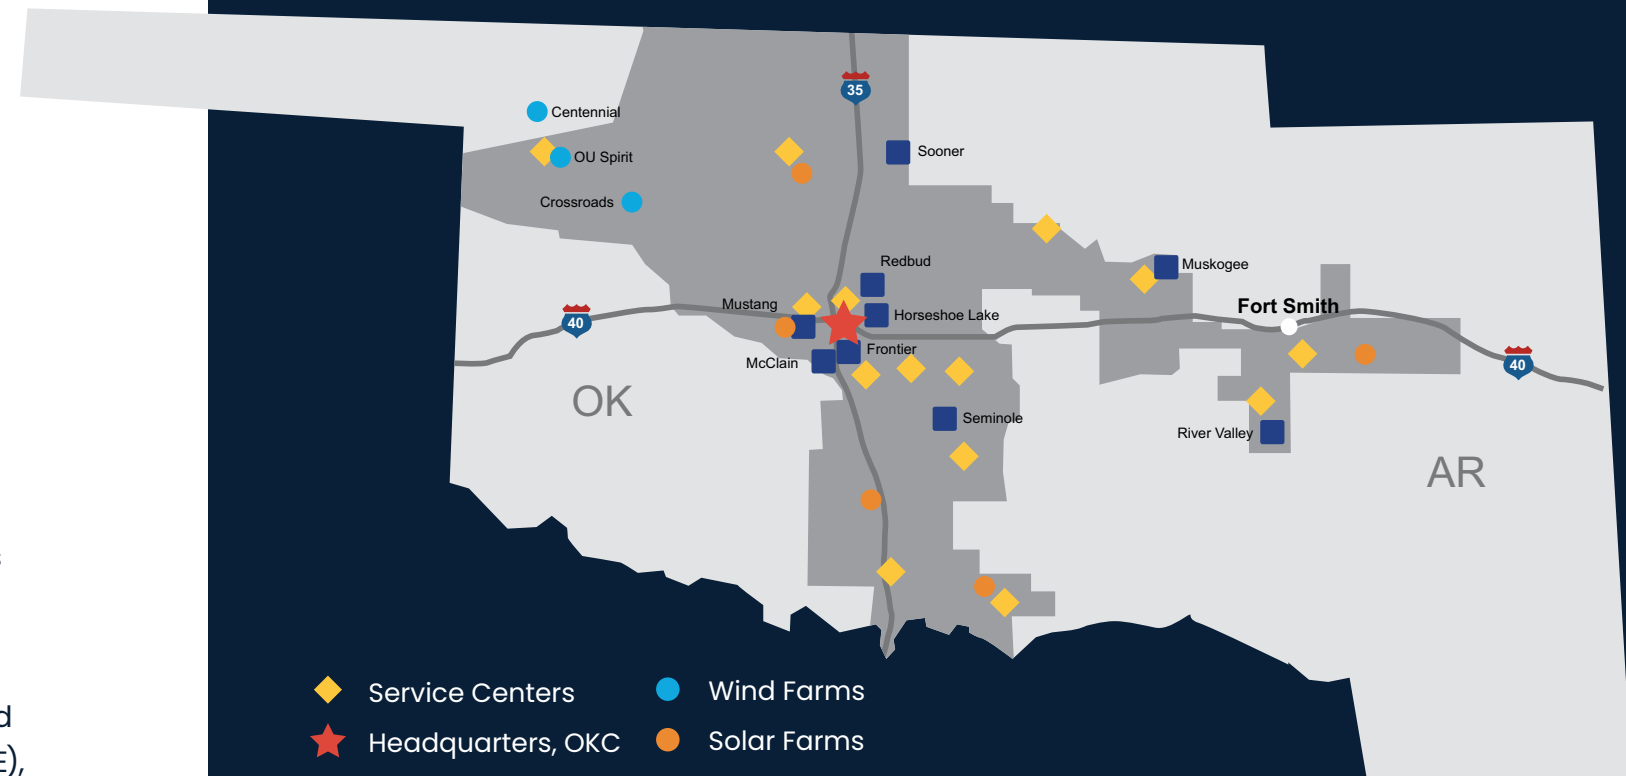 35
Centennial
Sooner
OU Spirit
Crossroads
Redbud
Muskogee
Mustang
Fort Smith
Horseshoe Lake
40
Frontier
McClain
40
OK
Seminole
River Valley
AR
s
Service Centers
Wind Farms
d
Headquarters, OKC
Solar Farms
E),